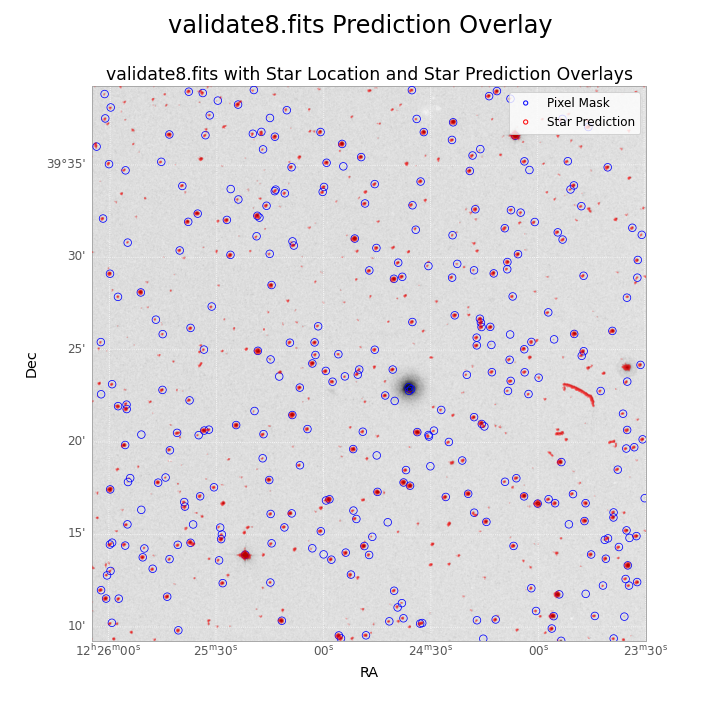 validate8.fits Prediction Overlay
validate8.fits with Star Location and Star Prediction Overlays
Pixel Mask
Star Prediction
39°35'
30'
25'
20'
15'
10'
Dec
12ʰ26ᵐ00ˢ
25ᵐ30ˢ
00ˢ
24ᵐ30ˢ
00ˢ
23ᵐ30ˢ
RA